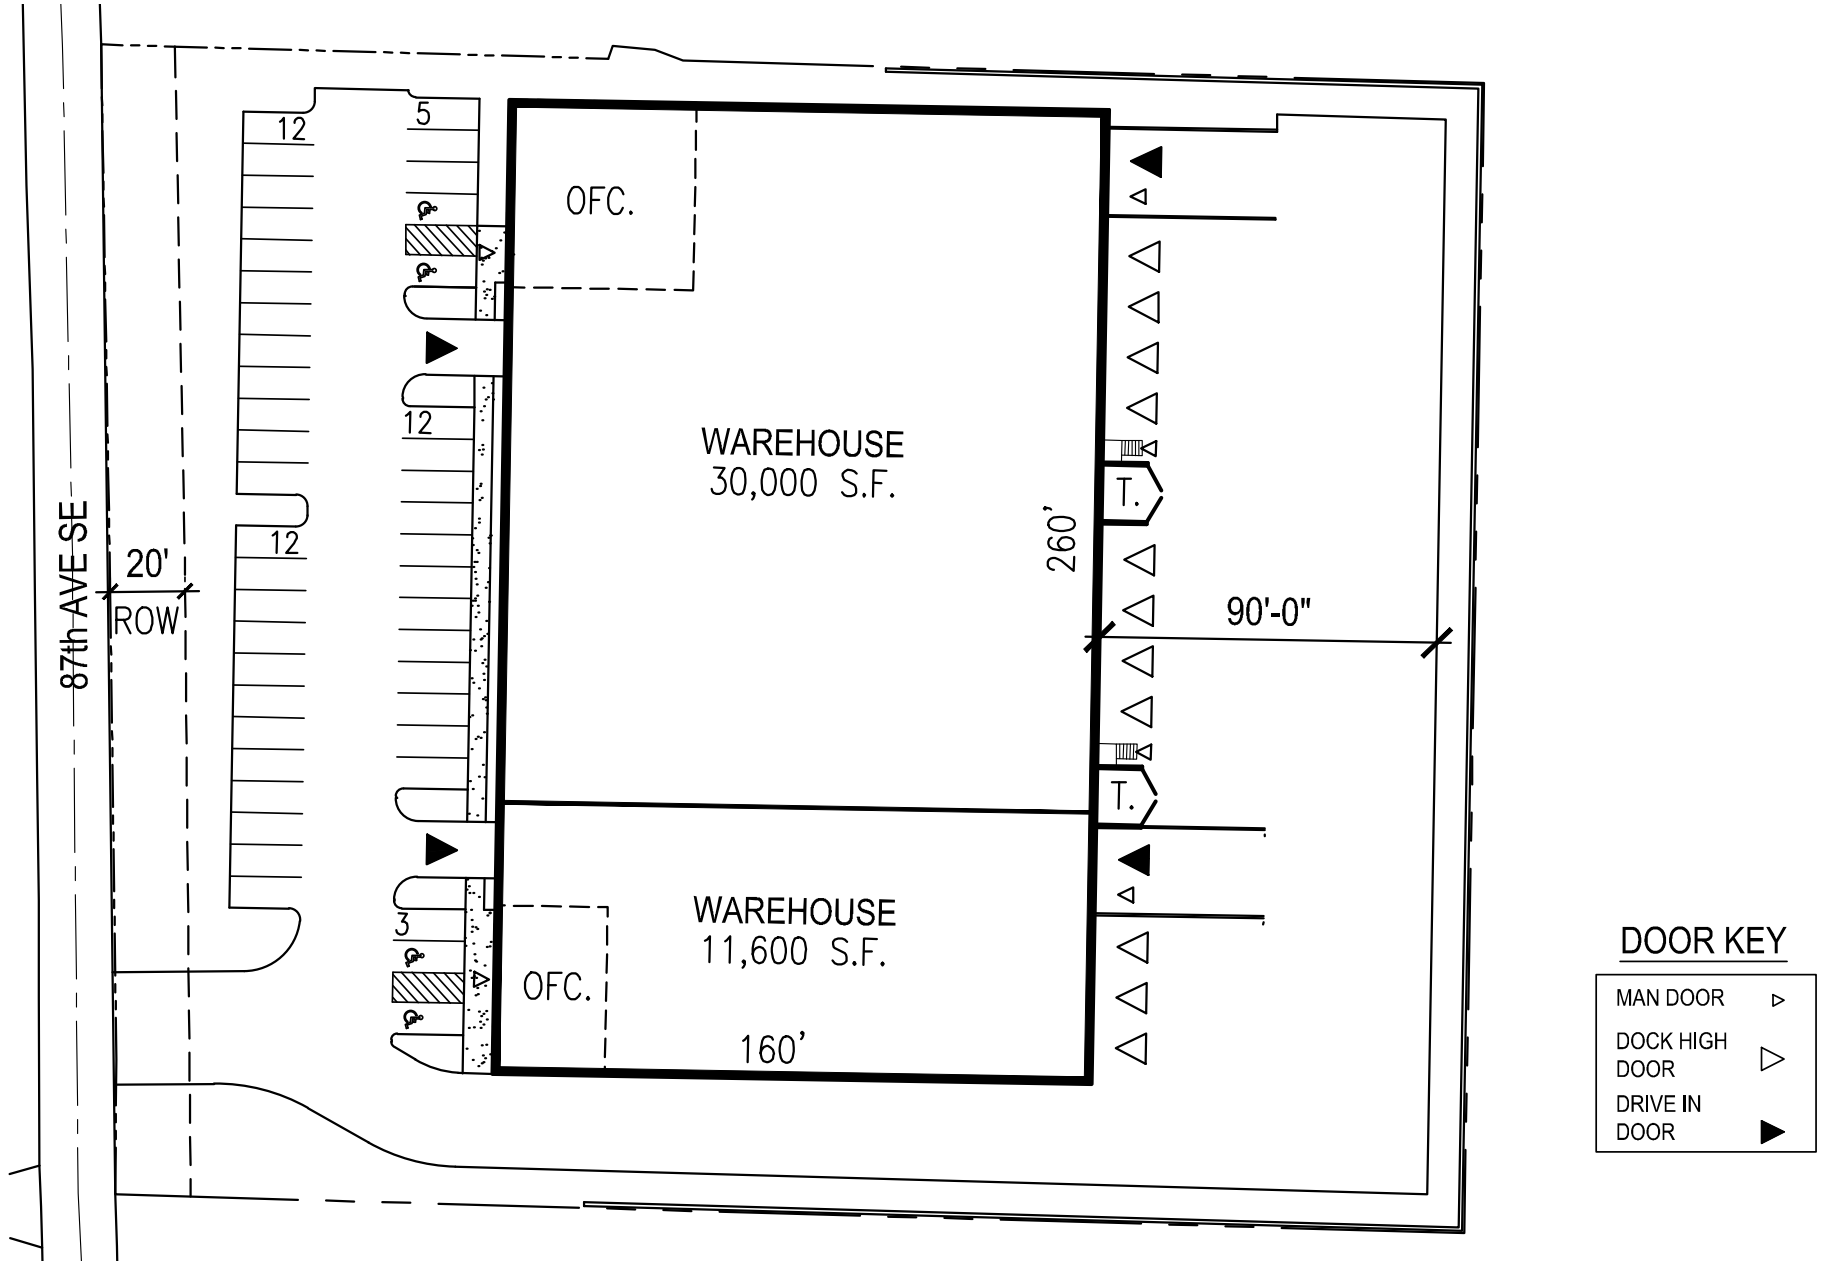 12
5
OFC.
12
WAREHOUSE
30,000 S.F.
T.
260'
87th AVE SE
20'
ROW
12
90'-0"
T.
WAREHOUSE
11,600 S.F.
3
OFC.
160'
DOOR KEY
MAN DOOR
DOCK HIGH
DOOR
DRIVE IN
DOOR